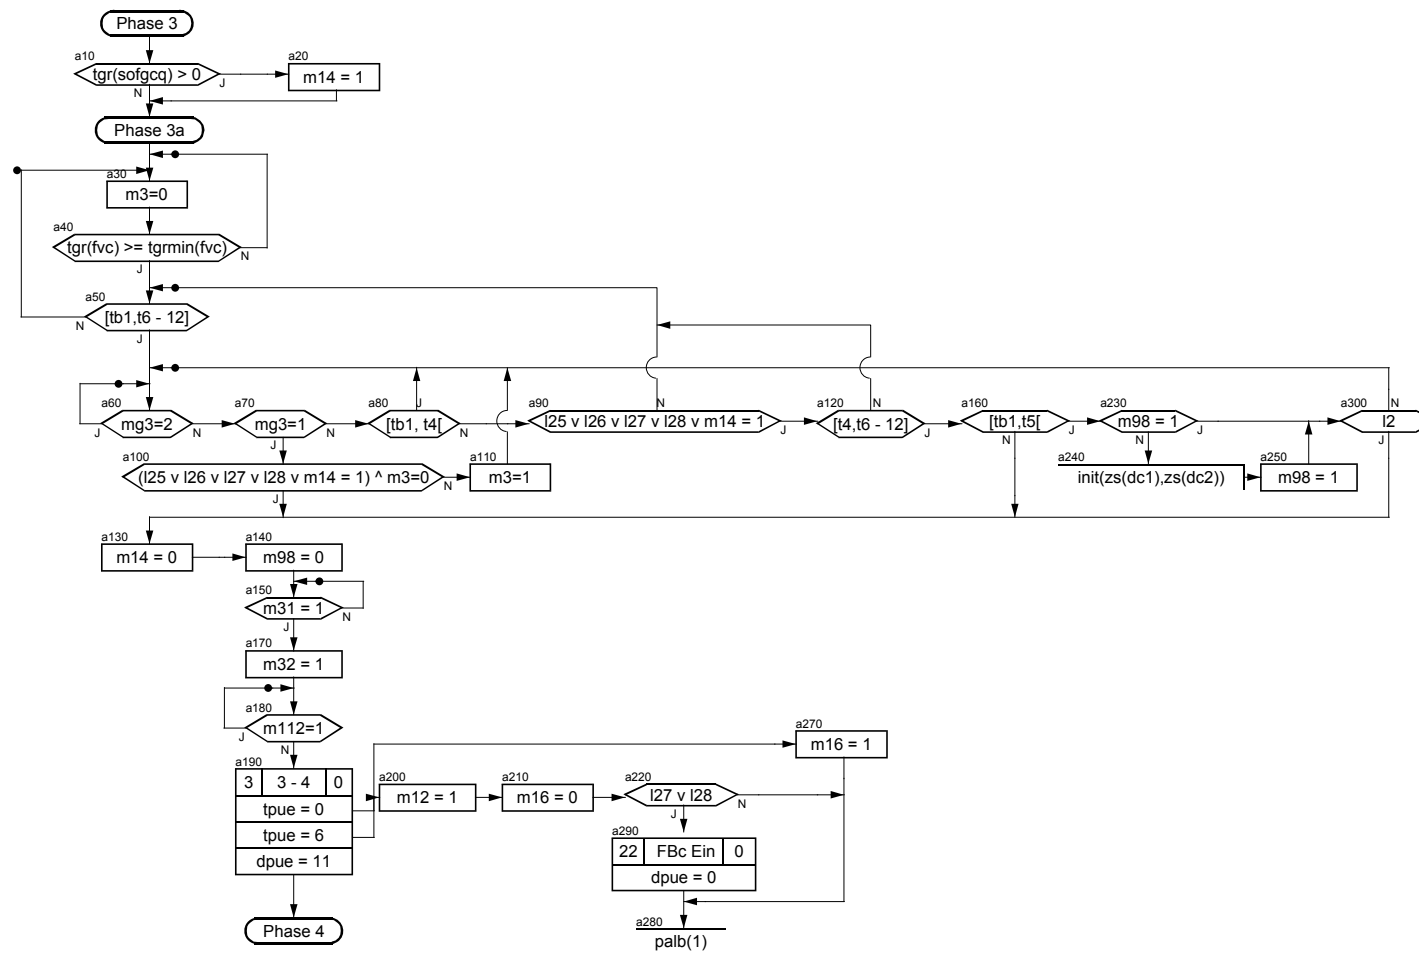 Phase 3
a10
tgr(sofgcq) > 0
J
N
a20
m14 = 1
Phase 3a
a30
m3=0
a40
tgr(fvc) >= tgrmin(fvc)
N
J
a50
[tb1,t6 - 12]
N
J
a60
mg3=2
J
N
a70
mg3=1
N
J
a80
[tb1, t4[
J
N
a90
l25 v l26 v l27 v l28 v m14 = 1
N
J
a120
[t4,t6 - 12]
N
J
a160
[tb1,t5[
J
N
a230
m98 = 1
J
N
a300
l2
N
J
a100
(l25 v l26 v l27 v l28 v m14 = 1) ^ m3=0
N
J
a110
m3=1
a240
init(zs(dc1),zs(dc2))
a250
m98 = 1
a130
m14 = 0
a140
m98 = 0
a150
m31 = 1
N
J
a170
m32 = 1
a180
m112=1
J
N
a190
3 3 - 4 0
tpue = 0
tpue = 6
dpue = 11
a200
m12 = 1
a210
m16 = 0
a220
l27 v l28
N
J
a270
m16 = 1
a290
22 FBc Ein 0
dpue = 0
a280
palb(1)
Phase 4